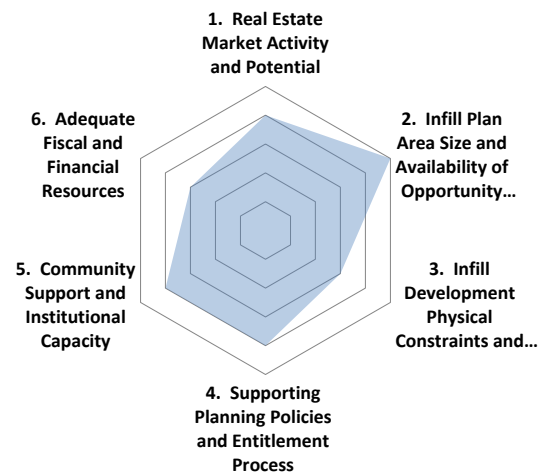 1. Real Estate
Market Activity
and Potential
2. Infill Plan
Area Size and
Availability of
Opportunity…
3. Infill
Development
Physical
Constraints and…
4. Supporting
Planning Policies
and Entitlement
Process
5. Community
Support and
Institutional
Capacity
6. Adequate
Fiscal and
Financial
Resources